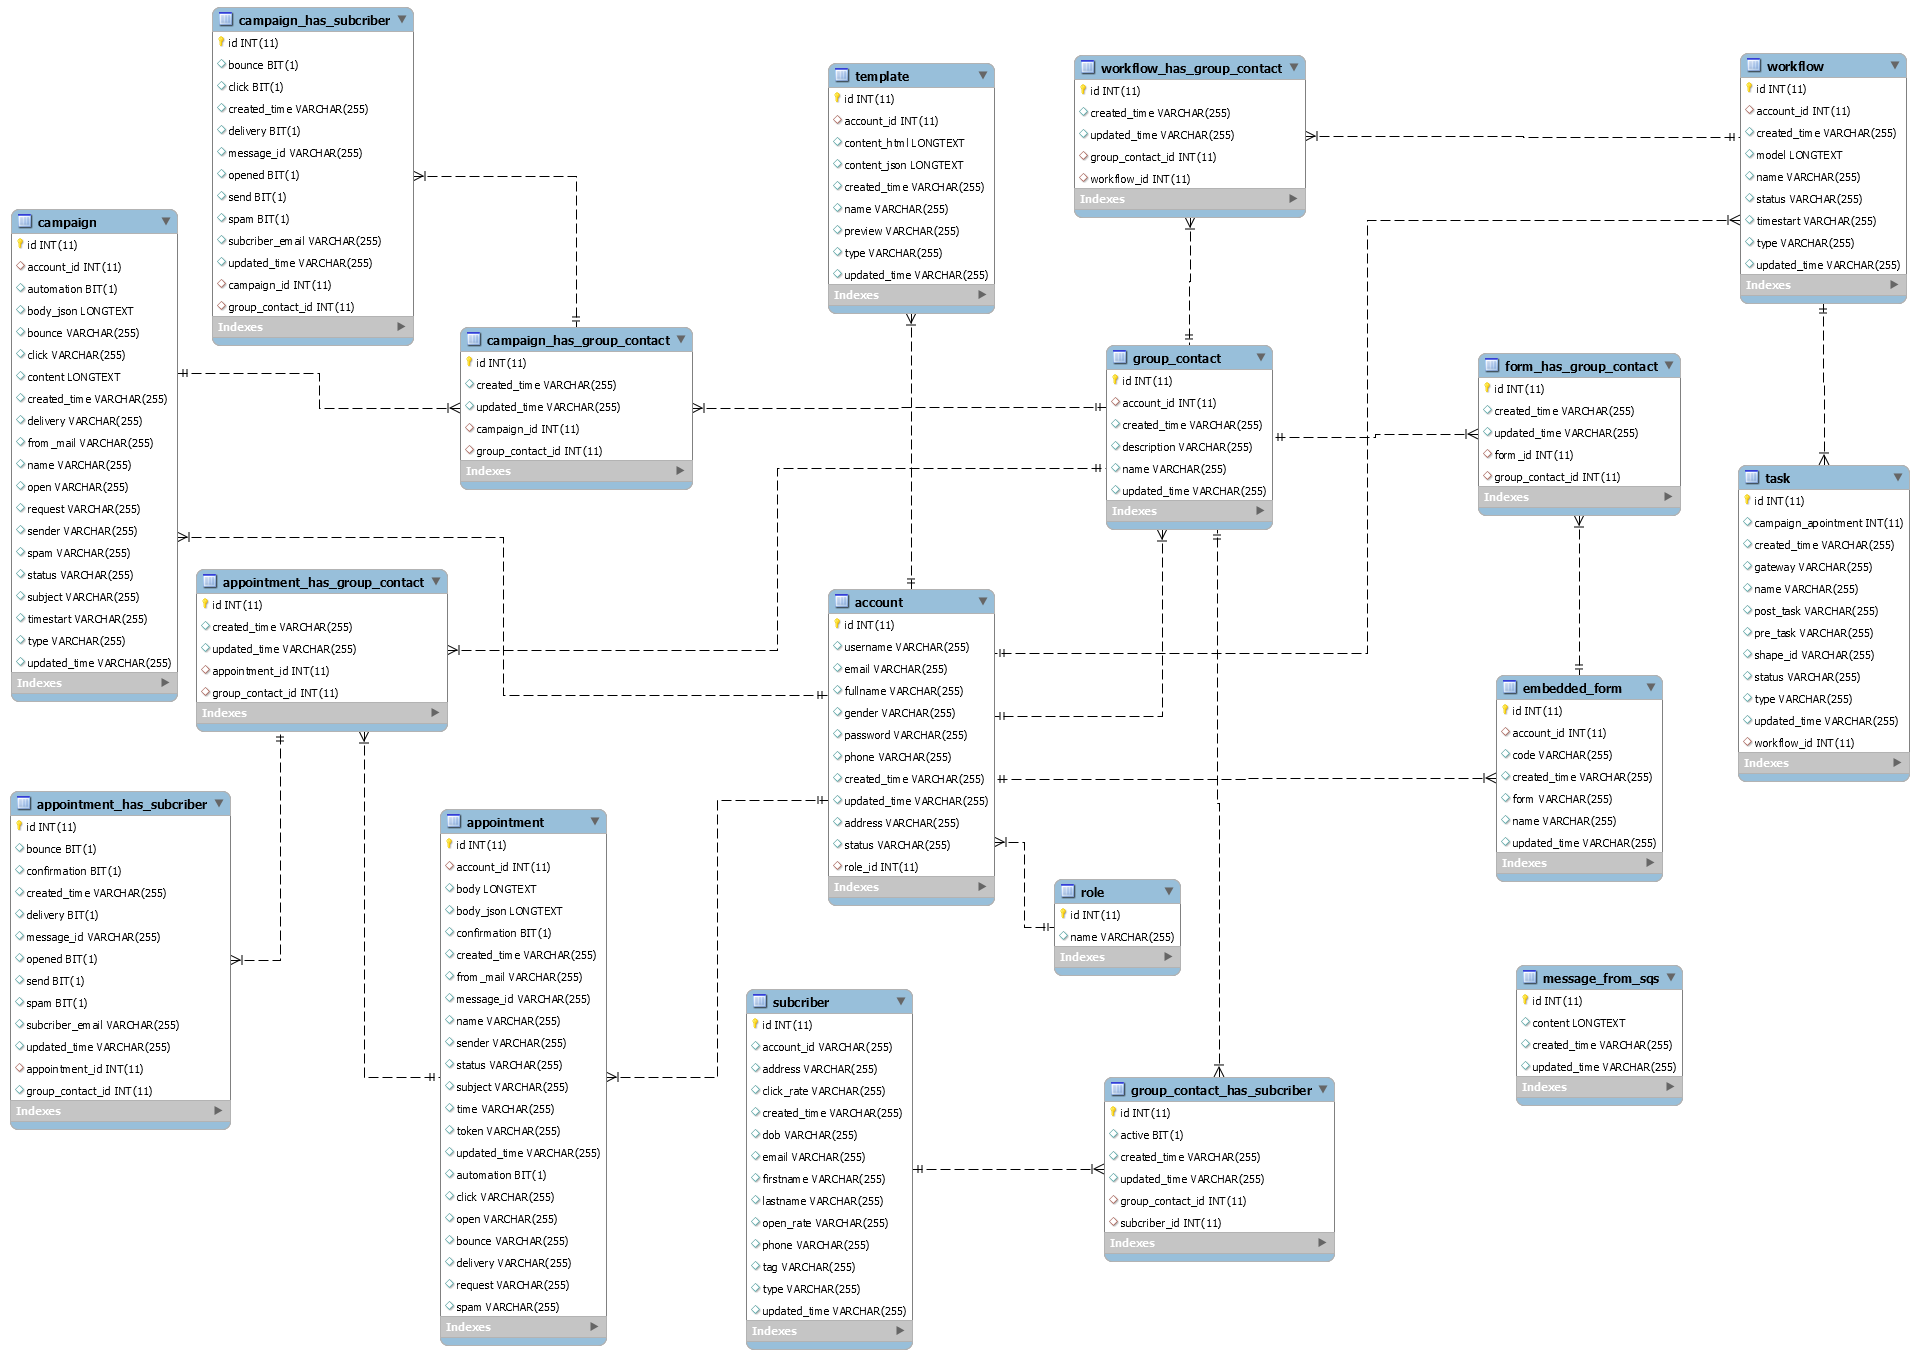 campaign_has_subcriber
id INT(11)
bounce BIT(1)
click BIT(1)
created_time VARCHAR(255)
delivery BIT(1)
message_id VARCHAR(255)
opened BIT(1)
send BIT(1)
spam BIT(1)
subcriber_email VARCHAR(255)
updated_time VARCHAR(255)
campaign_id INT(11)
group_contact_id INT(11)
Indexes
template
id INT(11)
account_id INT(11)
content_html LONGTEXT
content_json LONGTEXT
created_time VARCHAR(255)
name VARCHAR(255)
preview VARCHAR(255)
type VARCHAR(255)
updated_time VARCHAR(255)
Indexes
workflow_has_group_contact
id INT(11)
created_time VARCHAR(255)
updated_time VARCHAR(255)
group_contact_id INT(11)
workflow_id INT(11)
Indexes
workflow
id INT(11)
account_id INT(11)
created_time VARCHAR(255)
model LONGTEXT
name VARCHAR(255)
status VARCHAR(255)
timestart VARCHAR(255)
type VARCHAR(255)
updated_time VARCHAR(255)
Indexes
campaign
id INT(11)
account_id INT(11)
automation BIT(1)
body_json LONGTEXT
bounce VARCHAR(255)
click VARCHAR(255)
content LONGTEXT
created_time VARCHAR(255)
delivery VARCHAR(255)
from_mail VARCHAR(255)
name VARCHAR(255)
open VARCHAR(255)
request VARCHAR(255)
sender VARCHAR(255)
spam VARCHAR(255)
status VARCHAR(255)
subject VARCHAR(255)
timestart VARCHAR(255)
type VARCHAR(255)
updated_time VARCHAR(255)
Indexes
campaign_has_group_contact
id INT(11)
created_time VARCHAR(255)
updated_time VARCHAR(255)
campaign_id INT(11)
group_contact_id INT(11)
Indexes
group_contact
id INT(11)
account_id INT(11)
created_time VARCHAR(255)
description VARCHAR(255)
name VARCHAR(255)
updated_time VARCHAR(255)
Indexes
form_has_group_contact
id INT(11)
created_time VARCHAR(255)
updated_time VARCHAR(255)
form_id INT(11)
group_contact_id INT(11)
Indexes
task
id INT(11)
campaign_apointment INT(11)
created_time VARCHAR(255)
gateway VARCHAR(255)
name VARCHAR(255)
post_task VARCHAR(255)
pre_task VARCHAR(255)
shape_id VARCHAR(255)
status VARCHAR(255)
type VARCHAR(255)
updated_time VARCHAR(255)
workflow_id INT(11)
Indexes
appointment_has_group_contact
id INT(11)
created_time VARCHAR(255)
updated_time VARCHAR(255)
appointment_id INT(11)
group_contact_id INT(11)
Indexes
account
id INT(11)
username VARCHAR(255)
email VARCHAR(255)
fullname VARCHAR(255)
gender VARCHAR(255)
password VARCHAR(255)
phone VARCHAR(255)
created_time VARCHAR(255)
updated_time VARCHAR(255)
address VARCHAR(255)
status VARCHAR(255)
role_id INT(11)
Indexes
embedded_form
id INT(11)
account_id INT(11)
code VARCHAR(255)
created_time VARCHAR(255)
form VARCHAR(255)
name VARCHAR(255)
updated_time VARCHAR(255)
Indexes
appointment_has_subcriber
id INT(11)
bounce BIT(1)
confirmation BIT(1)
created_time VARCHAR(255)
delivery BIT(1)
message_id VARCHAR(255)
opened BIT(1)
send BIT(1)
spam BIT(1)
subcriber_email VARCHAR(255)
updated_time VARCHAR(255)
appointment_id INT(11)
group_contact_id INT(11)
Indexes
appointment
id INT(11)
account_id INT(11)
body LONGTEXT
body_json LONGTEXT
confirmation BIT(1)
created_time VARCHAR(255)
from_mail VARCHAR(255)
message_id VARCHAR(255)
name VARCHAR(255)
sender VARCHAR(255)
status VARCHAR(255)
subject VARCHAR(255)
time VARCHAR(255)
token VARCHAR(255)
updated_time VARCHAR(255)
automation BIT(1)
click VARCHAR(255)
open VARCHAR(255)
bounce VARCHAR(255)
delivery VARCHAR(255)
request VARCHAR(255)
spam VARCHAR(255)
Indexes
role
id INT(11)
name VARCHAR(255)
Indexes
subcriber
id INT(11)
account_id VARCHAR(255)
address VARCHAR(255)
click_rate VARCHAR(255)
created_time VARCHAR(255)
dob VARCHAR(255)
email VARCHAR(255)
firstname VARCHAR(255)
lastname VARCHAR(255)
open_rate VARCHAR(255)
phone VARCHAR(255)
tag VARCHAR(255)
type VARCHAR(255)
updated_time VARCHAR(255)
Indexes
message_from_sqs
id INT(11)
content LONGTEXT
created_time VARCHAR(255)
updated_time VARCHAR(255)
Indexes
group_contact_has_subcriber
id INT(11)
active BIT(1)
created_time VARCHAR(255)
updated_time VARCHAR(255)
group_contact_id INT(11)
subcriber_id INT(11)
Indexes